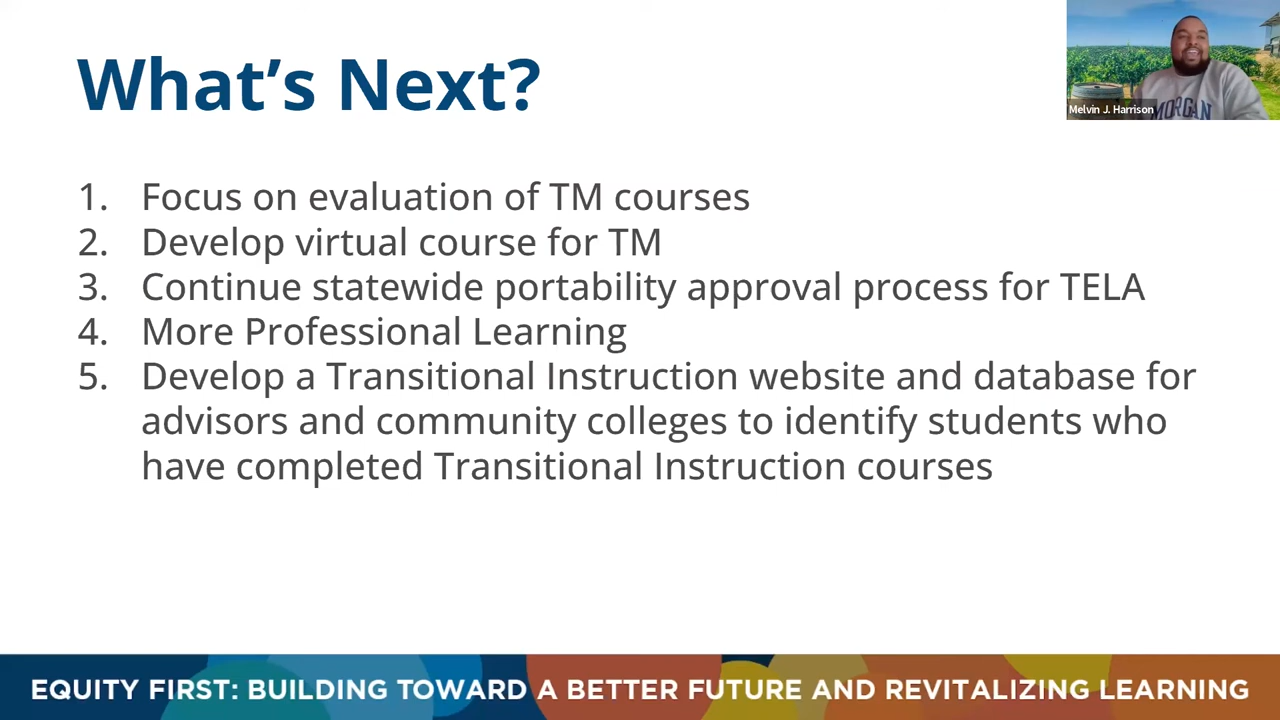 What's Next?
Melvin J. Harrison
MORGAN
1. Focus on evaluation of TM courses
2. Develop virtual course for TM
3. Continue statewide portability approval process for TELA
4. More Professional Learning
5. Develop a Transitional Instruction website and database for
advisors and community colleges to identify students who
have completed Transitional Instruction courses
EQUITY FIRST: BUILDING TOWARD A BETTER FUTURE AND REVITALIZING LEARNING